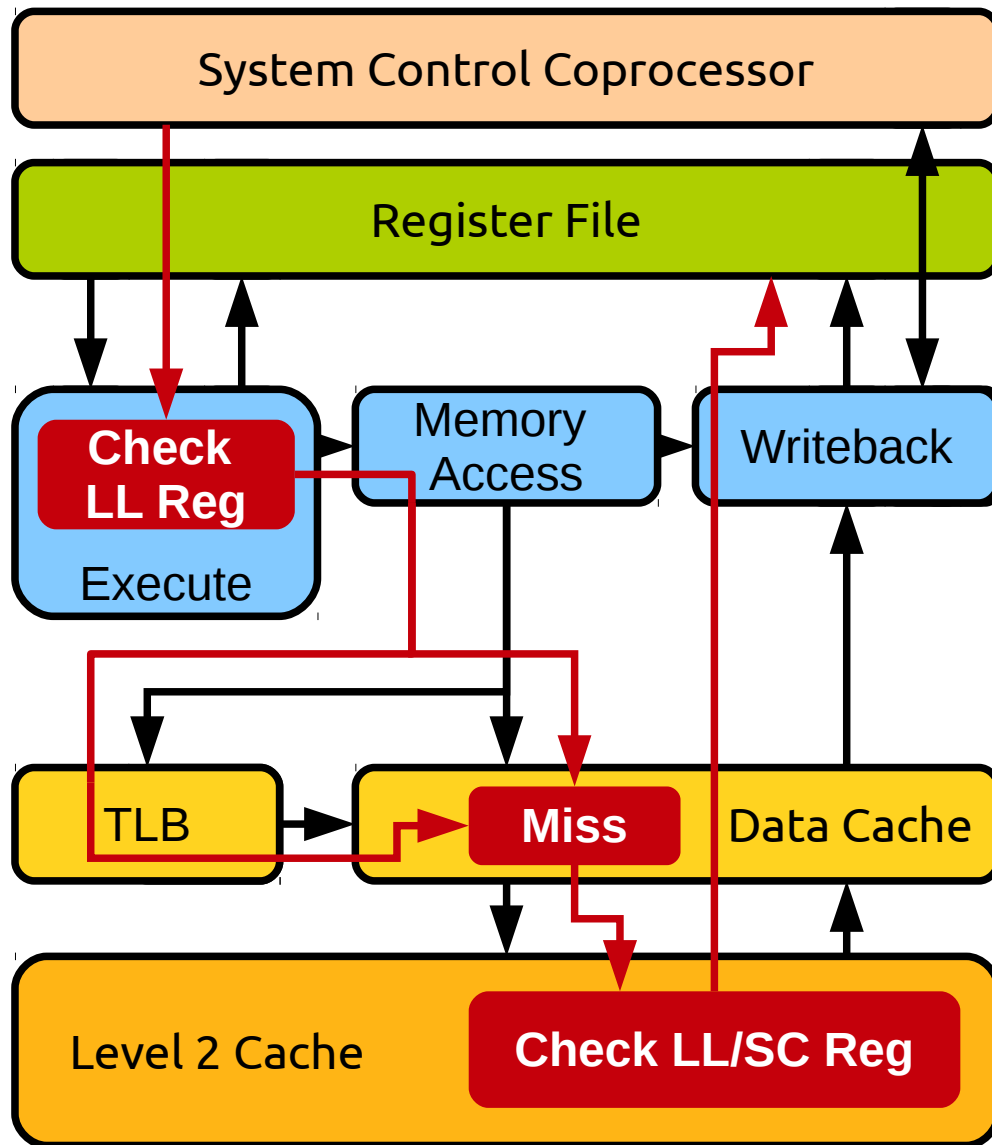 System Control Coprocessor
Register File
Check
LL Reg
Execute
Memory
Access
Writeback
TLB
Miss
Data Cache
Level 2 Cache
Check LL/SC Reg